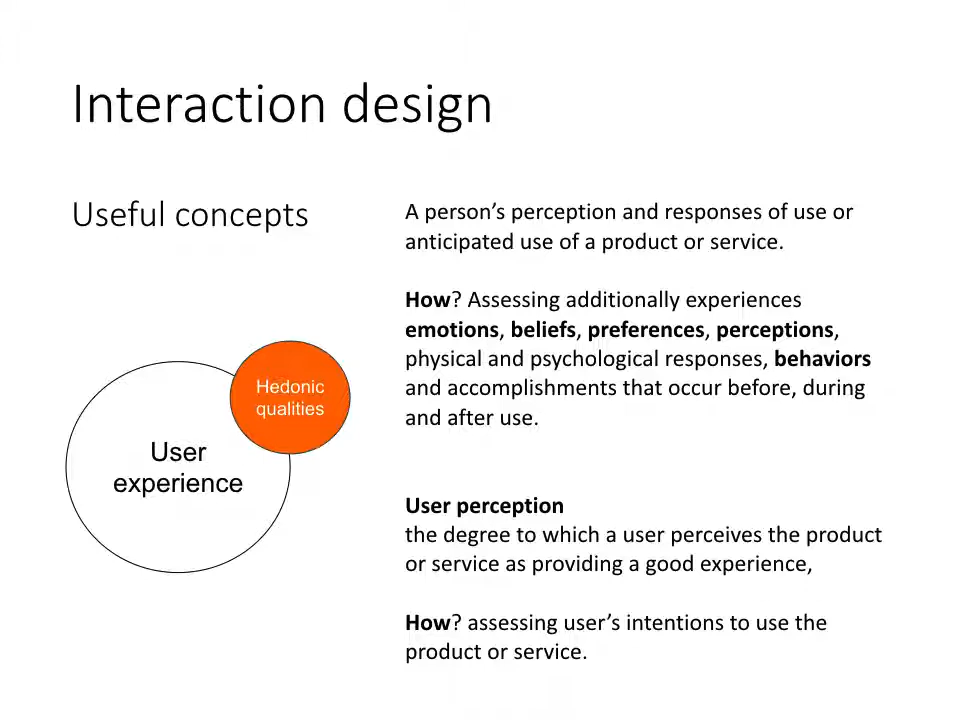 Interaction design
Useful concepts
A person’s perception and responses of use or
anticipated use of a product or service.
How? Assessing additionally experiences
emotions, beliefs, preferences, perceptions,
physical and psychological responses, behaviors
and accomplishments that occur before, during
and after use.
Hedonic
qualities
User
experience
User perception
the degree to which a user perceives the product
or service as providing a good experience,
How? assessing user’s intentions to use the
product or service.